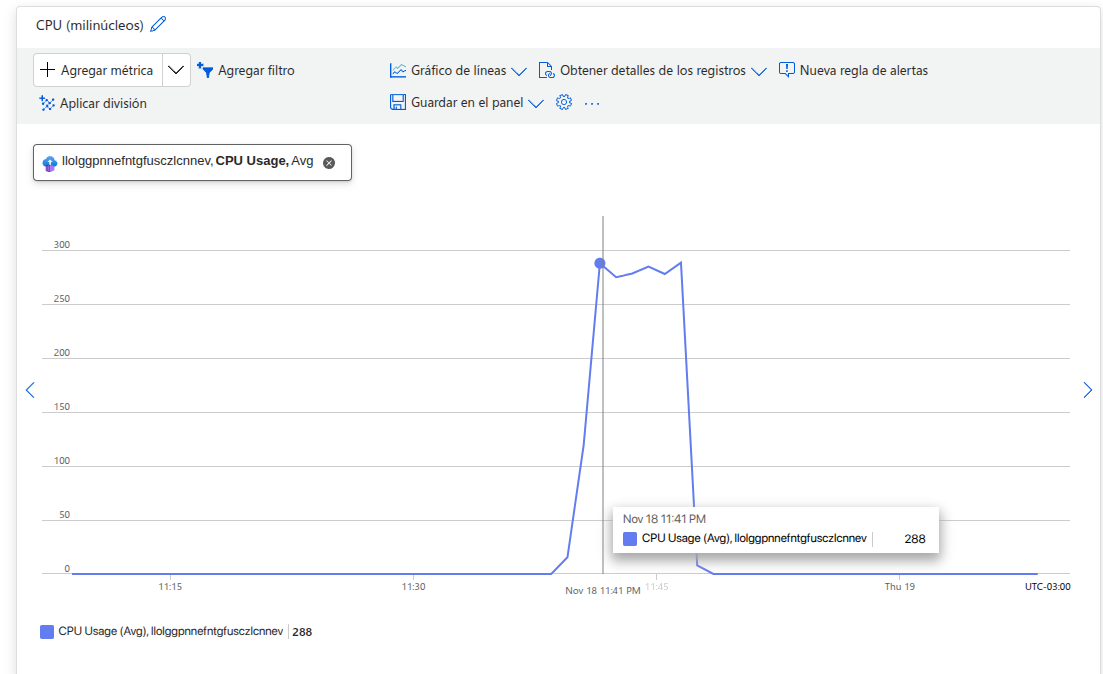 CPU (milinúcleos)
Agregar métrica
Agregar filtro
Gráfico de líneas
Obtener detalles de los registros
Nueva regla de alertas
Aplicar división
Guardar en el panel
llolggpnnefntgfusczlcnnev, CPU Usage, Avg
300
250
200
150
100
50
0
Nov 18 11:41 PM
CPU Usage (Avg), llolggpnnefntgfusczlcnnev 288
11:15
11:30
Nov 18 11:41 PM
11:45
Thu 19
UTC-03:00
CPU Usage (Avg), llolggpnnefntgfusczlcnnev 288